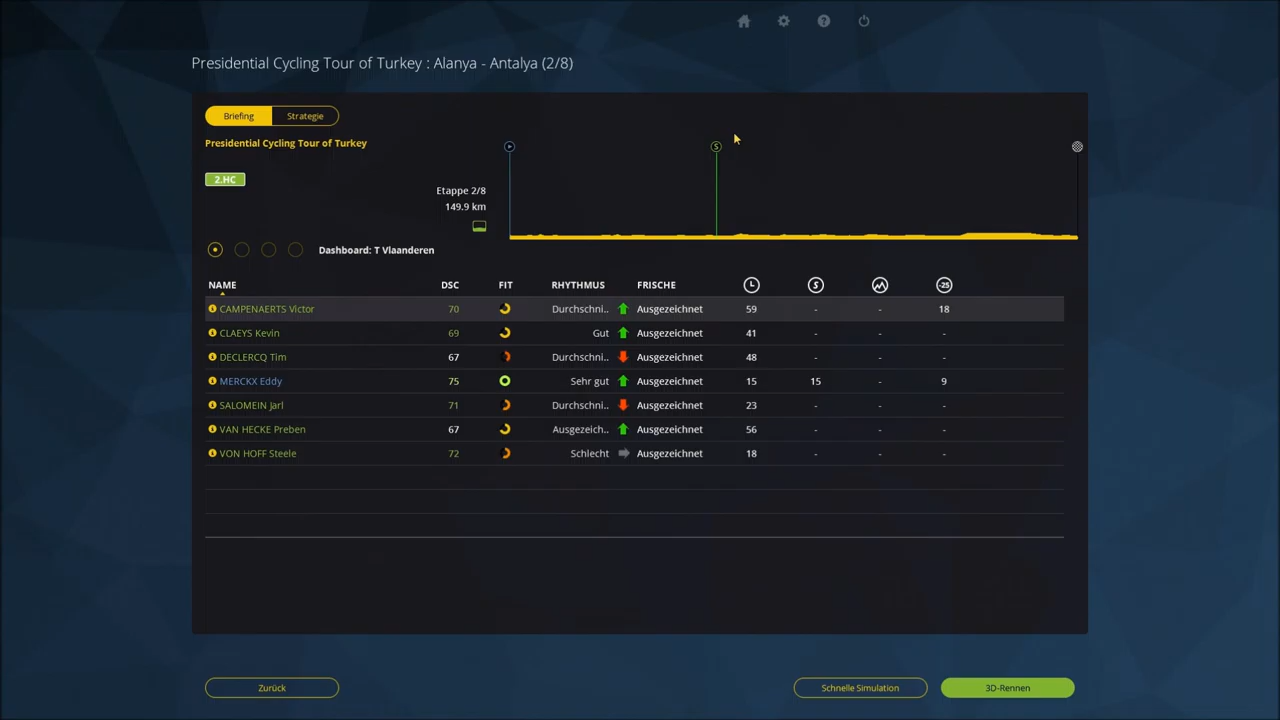 Presidential Cycling Tour of Turkey : Alanya - Antalya (2/8)
Briefing Strategie
Presidential Cycling Tour of Turkey
S
2.HC
Etappe 2/8
149.9 km
Dashboard: T Vlaanderen
NAME DSC FIT RHYTHMUS FRISCHE S -25
CAMPENAERTS Victor 70 Durchschni.. Ausgezeichnet 59 - - 18
CLAEYS Kevin 69 Gut Ausgezeichnet 41 - - -
DECLERCQ Tim 67 Durchschni.. Ausgezeichnet 48 - - -
MERCKX Eddy 75 Sehr gut Ausgezeichnet 15 15 - 9
SALOMEIN Jarl 71 Durchschni.. Ausgezeichnet 23 - - -
VAN HECKE Preben 67 Ausgezeich.. Ausgezeichnet 56 - - -
VON HOFF Steele 72 Schlecht Ausgezeichnet 18 - - -
Zurück Schnelle Simulation 3D-Rennen